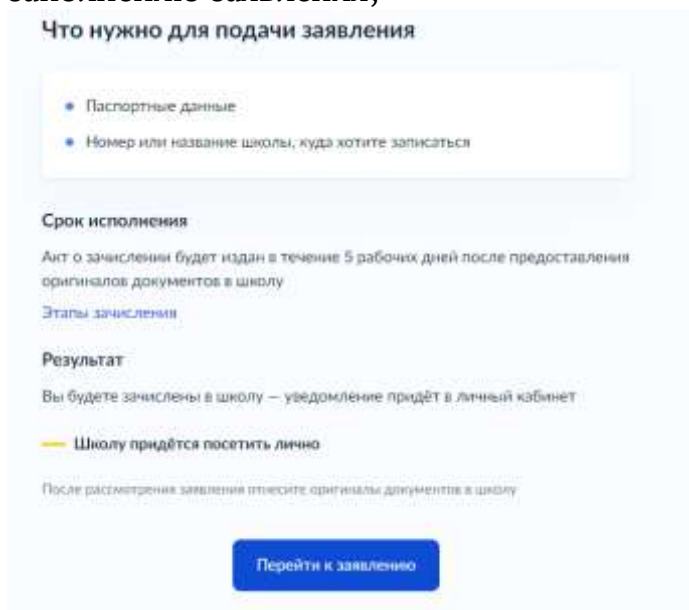 Что нужно для подачи заявления
Паспортные данные
Номер или название школы, куда хотите записаться
Срок исполнения
Акт о зачислении будет издан в течение 5 рабочих дней после предоставления
оригиналов документов в школу
Этапы зачисления
Результат
Вы будете зачислены в школу — уведомление придёт в личный кабинет
Школу придётся посетить лично
После рассмотрения заявления отнесите оригиналы документов в школу
Перейти к заявлению